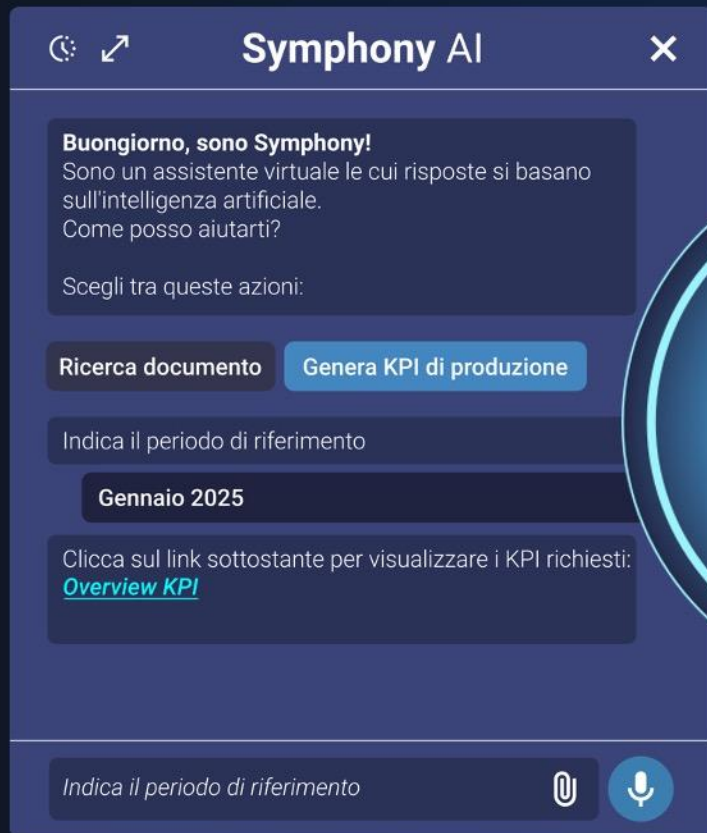 Symphony AI
Buongiorno, sono Symphony!
Sono un assistente virtuale le cui risposte si basano
sull'intelligenza artificiale.
Come posso aiutarti?
Scegli tra queste azioni:
Ricerca documento
Genera KPI di produzione
Indica il periodo di riferimento
Gennaio 2025
Clicca sul link sottostante per visualizzare i KPI richiesti:
Overview KPI
Indica il periodo di riferimento